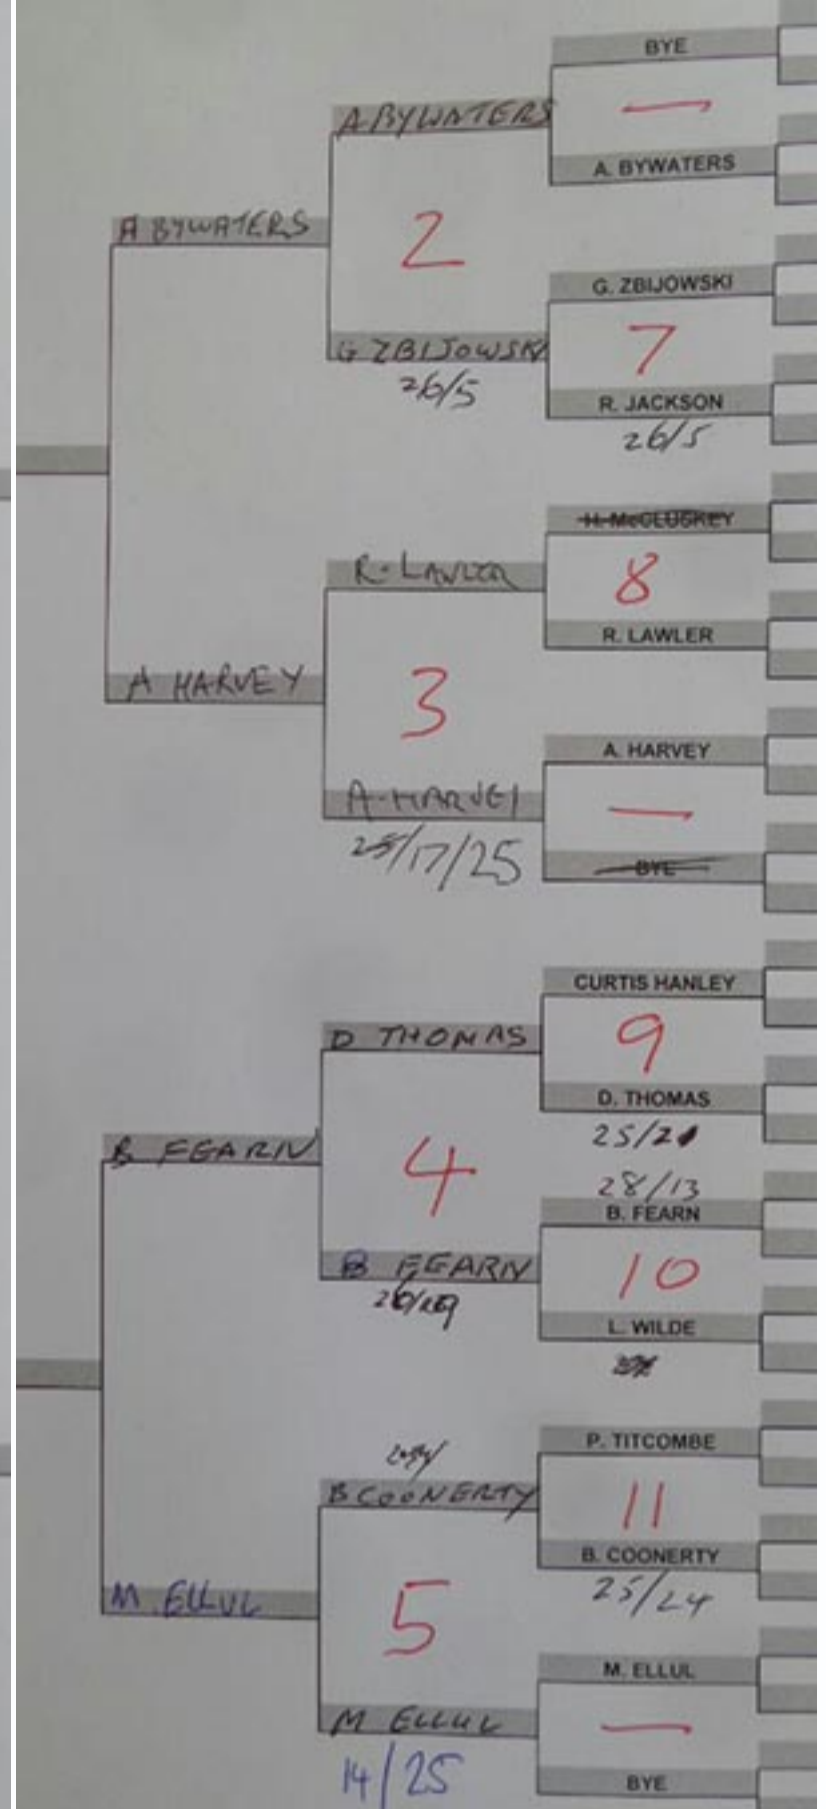 BYE
—
A. BYWATERS
A BYWATERS
A BYWATERS
2
G. ZBIJOWSKI
7
R. JACKSON
26/5
G ZBIJOWSKI
26/5
H. McCLUSKEY
8
R. LAWLER
R. LAWLER
3
A HARVEY
A. HARVEY
—
BYE
A. HARVEY
25/17/25
CURTIS HANLEY
9
D. THOMAS
25/21
D THOMAS
4
B FEARN
28/13
B. FEARN
10
L. WILDE
B FEARN
P. TITCOMBE
11
B. COONERTY
25/24
B COONERTY
5
M. ELLUL
M. ELLUL
—
BYE
M ELLUL
14/25